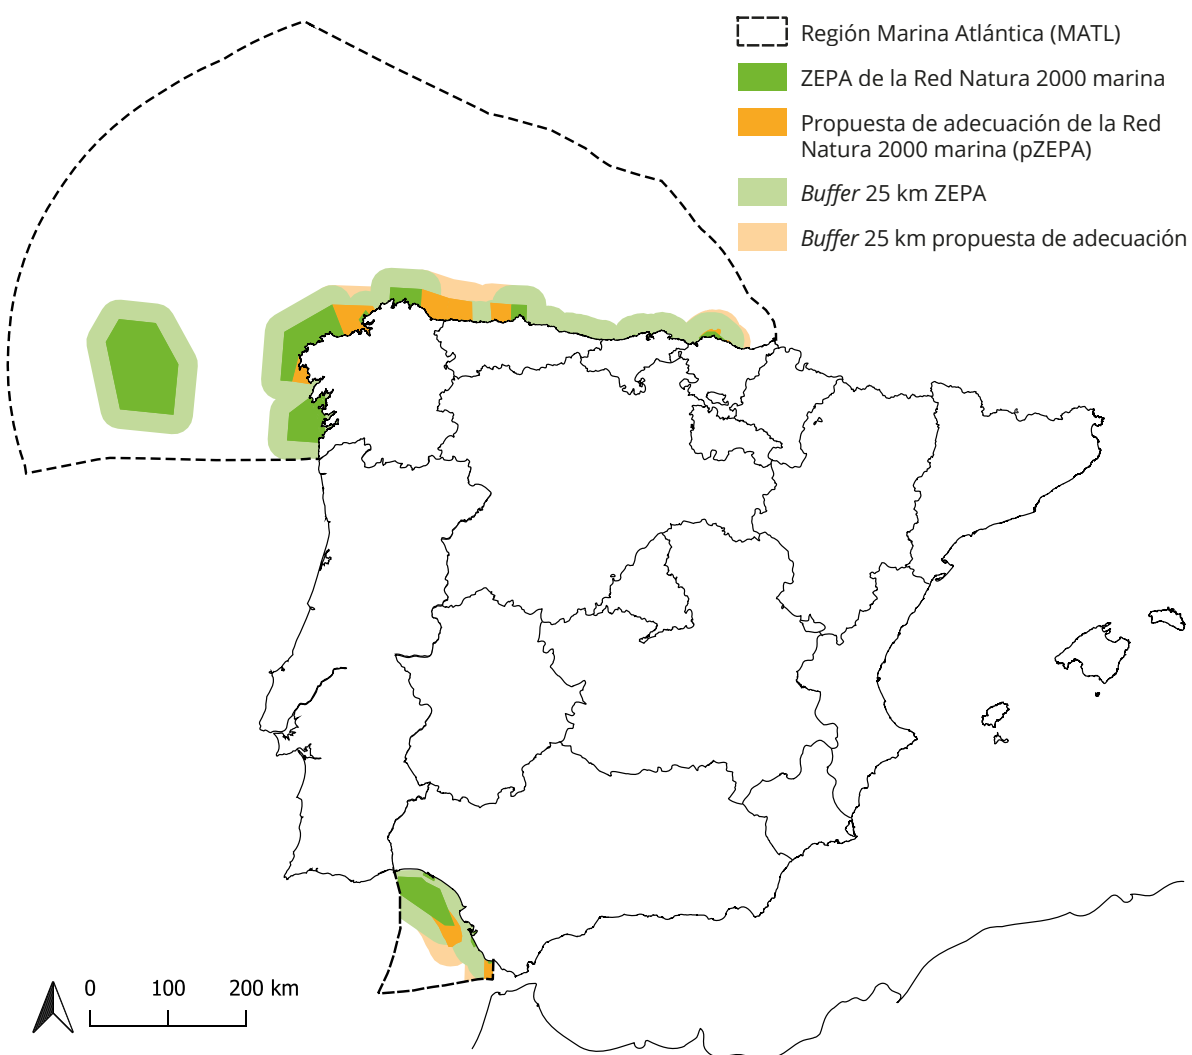 Región Marina Atlántica (MATL)
ZEPA de la Red Natura 2000 marina
Propuesta de adecuación de la Red
Natura 2000 marina (pZEPA)
Buffer 25 km ZEPA
Buffer 25 km propuesta de adecuación
0 100 200 km